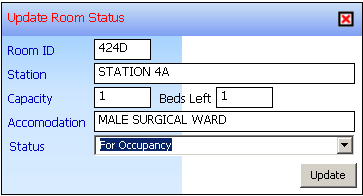 Update Room Status
Room ID 424D
Station STATION 4A
Capacity 1 Beds Left 1
Accomodation MALE SURGICAL WARD
Status For Occupancy
Update